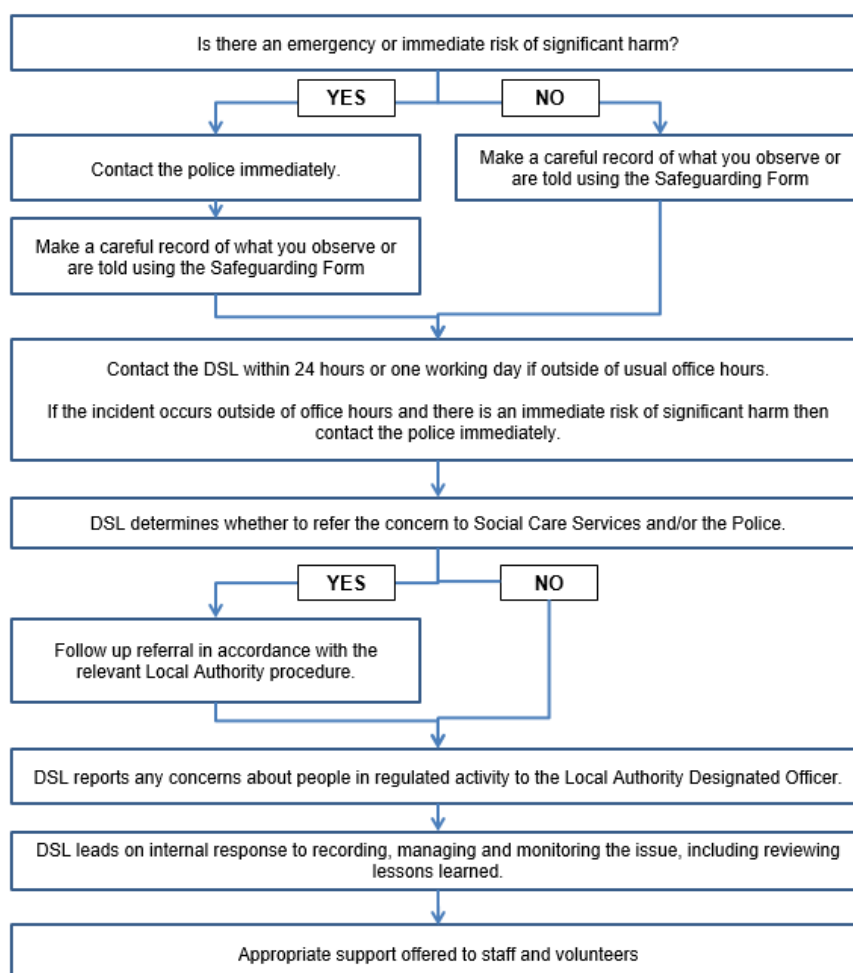 Is there an emergency or immediate risk of significant harm?
YES
NO
Contact the police immediately.
Make a careful record of what you observe or
are told using the Safeguarding Form
Make a careful record of what you observe or
are told using the Safeguarding Form
Contact the DSL within 24 hours or one working day if outside of usual office hours.
If the incident occurs outside of office hours and there is an immediate risk of significant harm then
contact the police immediately.
DSL determines whether to refer the concern to Social Care Services and/or the Police.
YES
NO
Follow up referral in accordance with the
relevant Local Authority procedure.
DSL reports any concerns about people in regulated activity to the Local Authority Designated Officer.
DSL leads on internal response to recording, managing and monitoring the issue, including reviewing
lessons learned.
Appropriate support offered to staff and volunteers